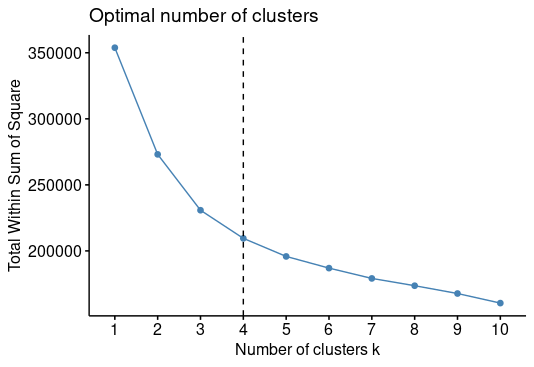 Optimal number of clusters
Total Within Sum of Square
350000
300000
250000
200000
1 2 3 4 5 6 7 8 9 10
Number of clusters k